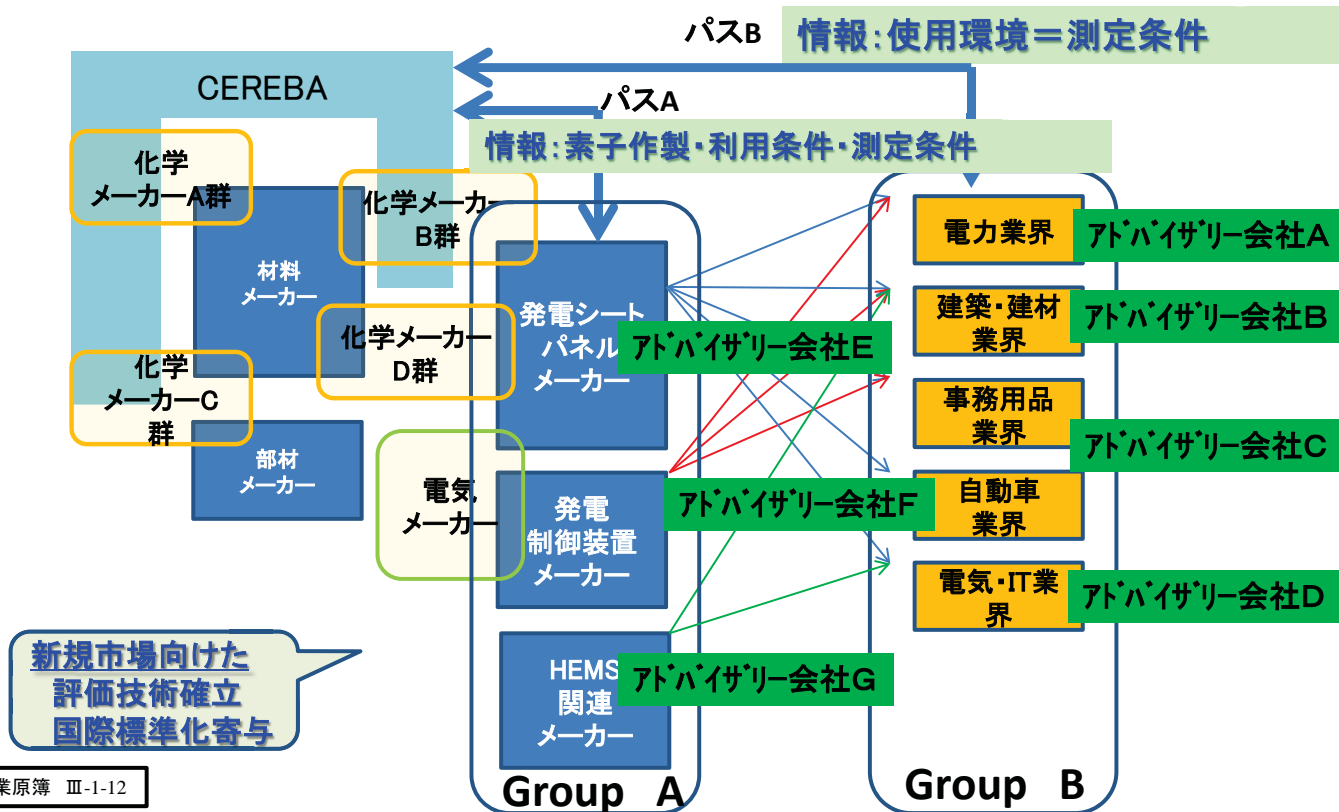 パスB
情報:使用環境=測定条件
CEREBA
パスA
情報:素子作製・利用条件・測定条件
化学
メーカーA群
化学メーカー
B群
材料
メーカー
化学メーカー
D群
化学
メーカーC
群
部材
メーカー
電気
メーカー
発電シート
パネル
メーカー
アドバイザリー会社E
発電
制御装置
メーカー
アドバイザリー会社F
HEMS
関連
メーカー
アドバイザリー会社G
Group A
電力業界
アドバイザリー会社A
建築・建材
業界
アドバイザリー会社B
事務用品
業界
アドバイザリー会社C
自動車
業界
電気・IT業
界
アドバイザリー会社D
Group B
新規市場向けた
評価技術確立
国際標準化寄与
業原簿 Ⅲ-1-12